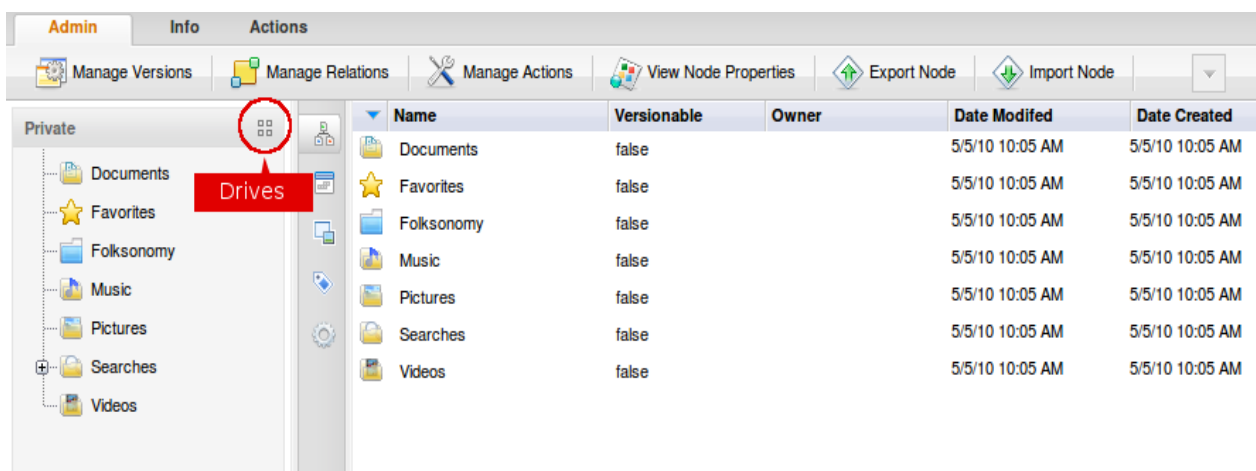 Admin Info Actions
Manage Versions Manage Relations Manage Actions View Node Properties Export Node Import Node
Private
Drives
Documents
Favorites
Folksonomy
Music
Pictures
Searches
Videos
Name Versionable Owner Date Modifed Date Created
Documents false 5/5/10 10:05 AM 5/5/10 10:05 AM
Favorites false 5/5/10 10:05 AM 5/5/10 10:05 AM
Folksonomy false 5/5/10 10:05 AM 5/5/10 10:05 AM
Music false 5/5/10 10:05 AM 5/5/10 10:05 AM
Pictures false 5/5/10 10:05 AM 5/5/10 10:05 AM
Searches false 5/5/10 10:05 AM 5/5/10 10:05 AM
Videos false 5/5/10 10:05 AM 5/5/10 10:05 AM